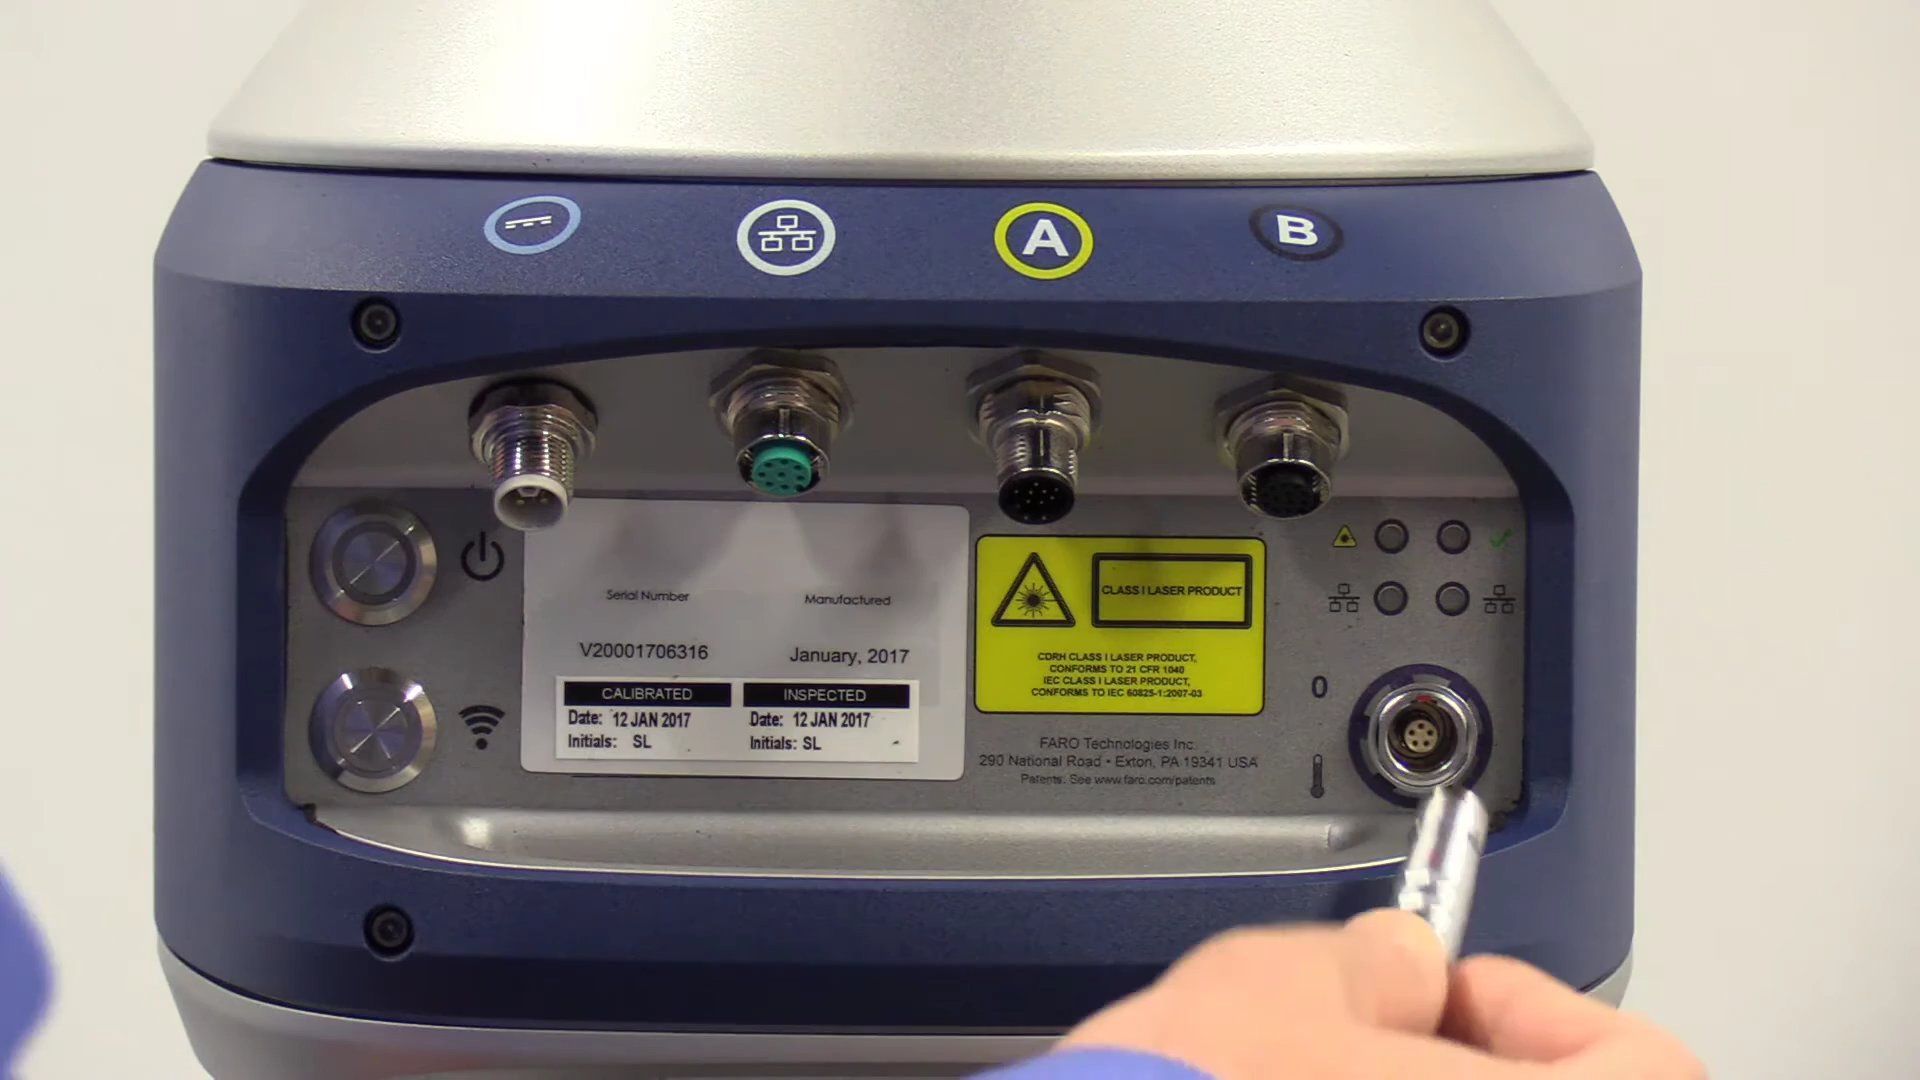 A
B
Serial Number
Manufactured
V20001706316
January, 2017
CALIBRATED
INSPECTED
Date: 12 JAN 2017
Date: 12 JAN 2017
Initials: SL
Initials: SL
CLASS I LASER PRODUCT
CDRH CLASS I LASER PRODUCT,
CONFORMS TO 21 CFR 1040
IEC CLASS I LASER PRODUCT,
CONFORMS TO IEC 60825-1:2007-03
FARO Technologies Inc.
290 National Road • Exton, PA 19341 USA
Patents: See www.faro.com/patents
0